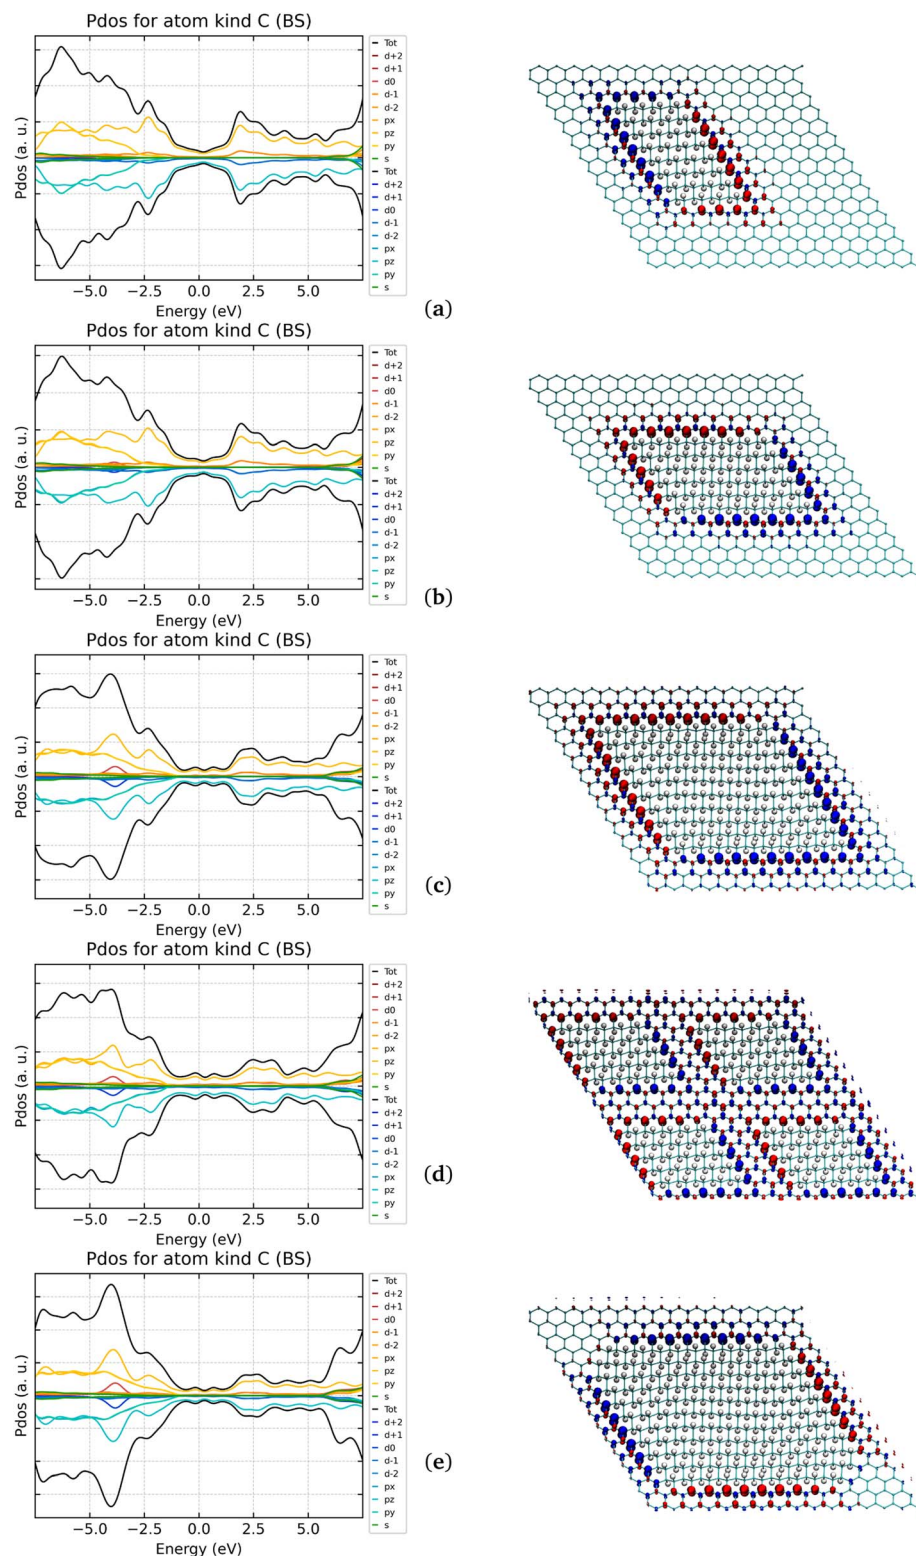 Pdos for atom kind C (BS)
Pdos (a. u.)
Tot
d+2
d+1
d0
d-1
d-2
px
pz
py
s
Tot
d+2
d+1
d0
d-1
d-2
px
pz
py
s
−5.0 −2.5 0.0 2.5 5.0
Energy (eV)
(a)
Pdos for atom kind C (BS)
Pdos (a. u.)
Tot
d+2
d+1
d0
d-1
d-2
px
pz
py
s
Tot
d+2
d+1
d0
d-1
d-2
px
pz
py
s
−5.0 −2.5 0.0 2.5 5.0
Energy (eV)
(b)
Pdos for atom kind C (BS)
Pdos (a. u.)
Tot
d+2
d+1
d0
d-1
d-2
px
pz
py
s
Tot
d+2
d+1
d0
d-1
d-2
px
pz
py
s
−5.0 −2.5 0.0 2.5 5.0
Energy (eV)
(c)
Pdos for atom kind C (BS)
Pdos (a. u.)
Tot
d+2
d+1
d0
d-1
d-2
px
pz
py
s
Tot
d+2
d+1
d0
d-1
d-2
px
pz
py
s
−5.0 −2.5 0.0 2.5 5.0
Energy (eV)
(d)
Pdos for atom kind C (BS)
Pdos (a. u.)
Tot
d+2
d+1
d0
d-1
d-2
px
pz
py
s
Tot
d+2
d+1
d0
d-1
d-2
px
pz
py
s
−5.0 −2.5 0.0 2.5 5.0
Energy (eV)
(e)